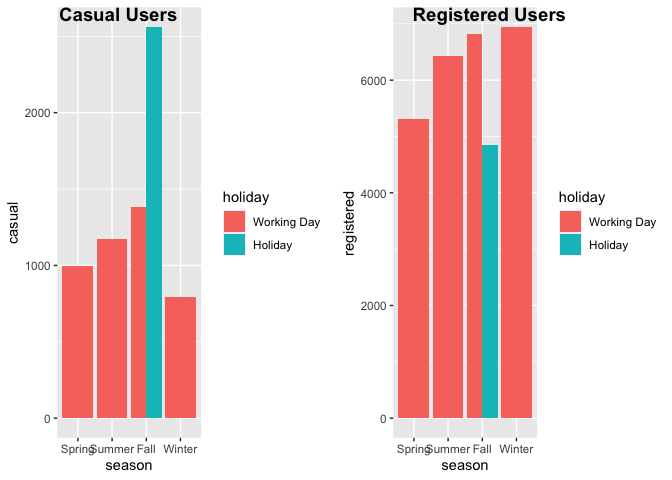 Casual Users
casual
2000
1000
0
Spring Summer Fall Winter
season
holiday
Working Day
Holiday
Registered Users
registered
6000
4000
2000
0
Spring Summer Fall Winter
season
holiday
Working Day
Holiday